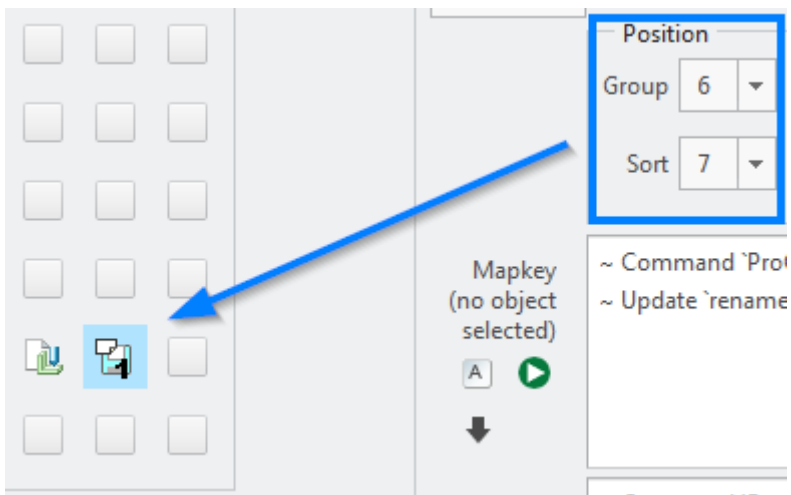 Position
Group 6
Sort 7
Mapkey
(no object
selected)
A
~ Command `Pro
~ Update `rename